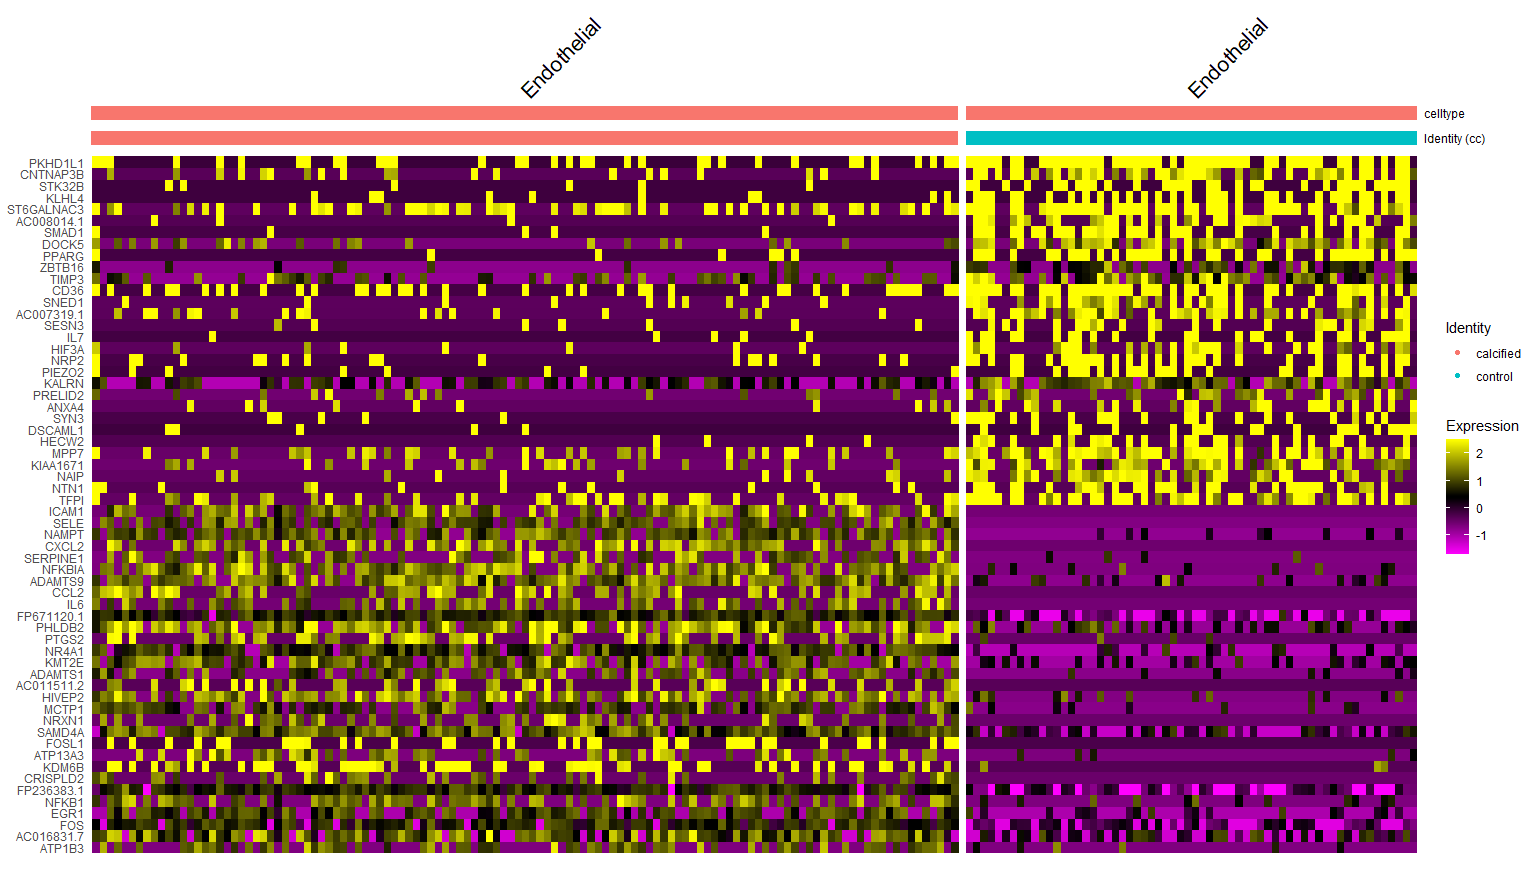 Endothelial
Endothelial
celltype
Identity (cc)
PKHD1L1
CNTNAP3B
STK32B
KLHL4
ST6GALNAC3
AC008014.1
SMAD1
DOCK5
PPARG
ZBTB16
TIMP3
CD36
SNED1
AC007319.1
SESN3
IL7
HIF3A
NRP2
PIEZO2
KALRN
PRELID2
ANXA4
SYN3
DSCAML1
HECW2
MPP7
KIAA1671
NAIP
NTN1
TFPI
ICAM1
SELE
NAMPT
CXCL2
SERPINE1
NFKBIA
ADAMTS9
CCL2
IL6
FP671120.1
PHLDB2
PTGS2
NR4A1
KMT2E
ADAMTS1
AC011511.2
HIVEP2
MCTP1
NRXN1
SAMD4A
FOSL1
ATP13A3
KDM6B
CRISPLD2
FP236383.1
NFKB1
EGR1
FOS
AC016831.7
ATP1B3
Identity
calcified
control
Expression
2
1
0
-1